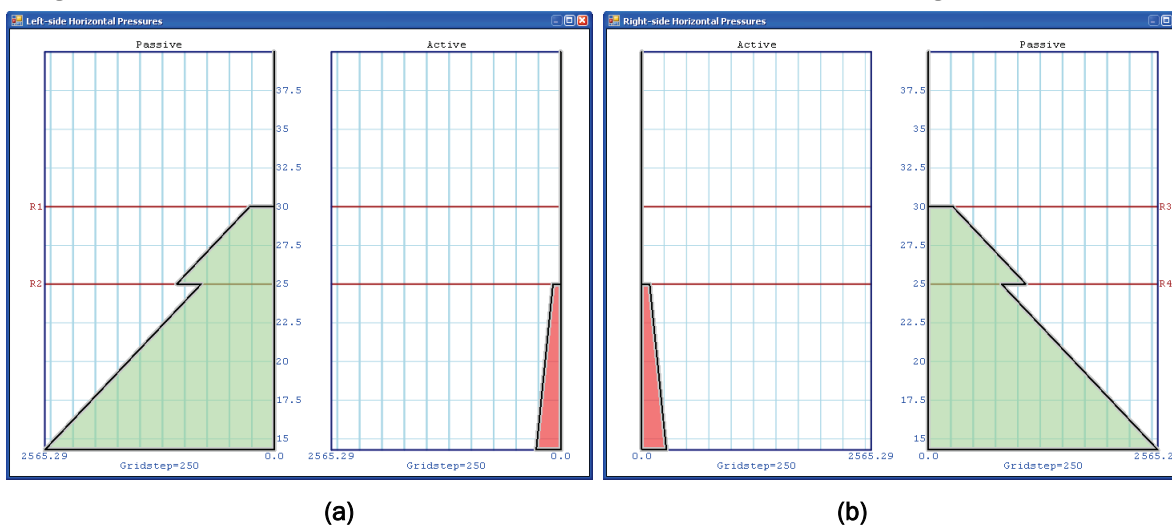 Left-side Horizontal Pressures
Passive
Active
37.5
35
32.5
R1
30
27.5
R2
25
22.5
20
17.5
15
2565.29
0.0
Gridstep=250
2565.29
0.0
Gridstep=250
(a)
Right-side Horizontal Pressures
Active
Passive
37.5
35
32.5
30
R3
27.5
25
R4
22.5
20
17.5
15
0.0
2565.29
Gridstep=250
0.0
2565.2
Gridstep=250
(b)